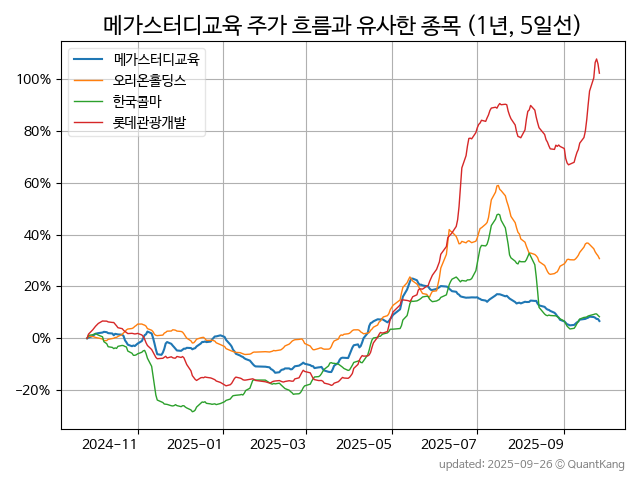 메가스터디교육 주가 흐름과 유사한 종목 (1년, 5일선)
메가스터디교육
오리온홀딩스
한국콜마
롯데관광개발
100%
80%
60%
40%
20%
0%
−20%
2024−11
2025−01
2025−03
2025−05
2025−07
2025−09
updated: 2025-09-26 © QuantKang